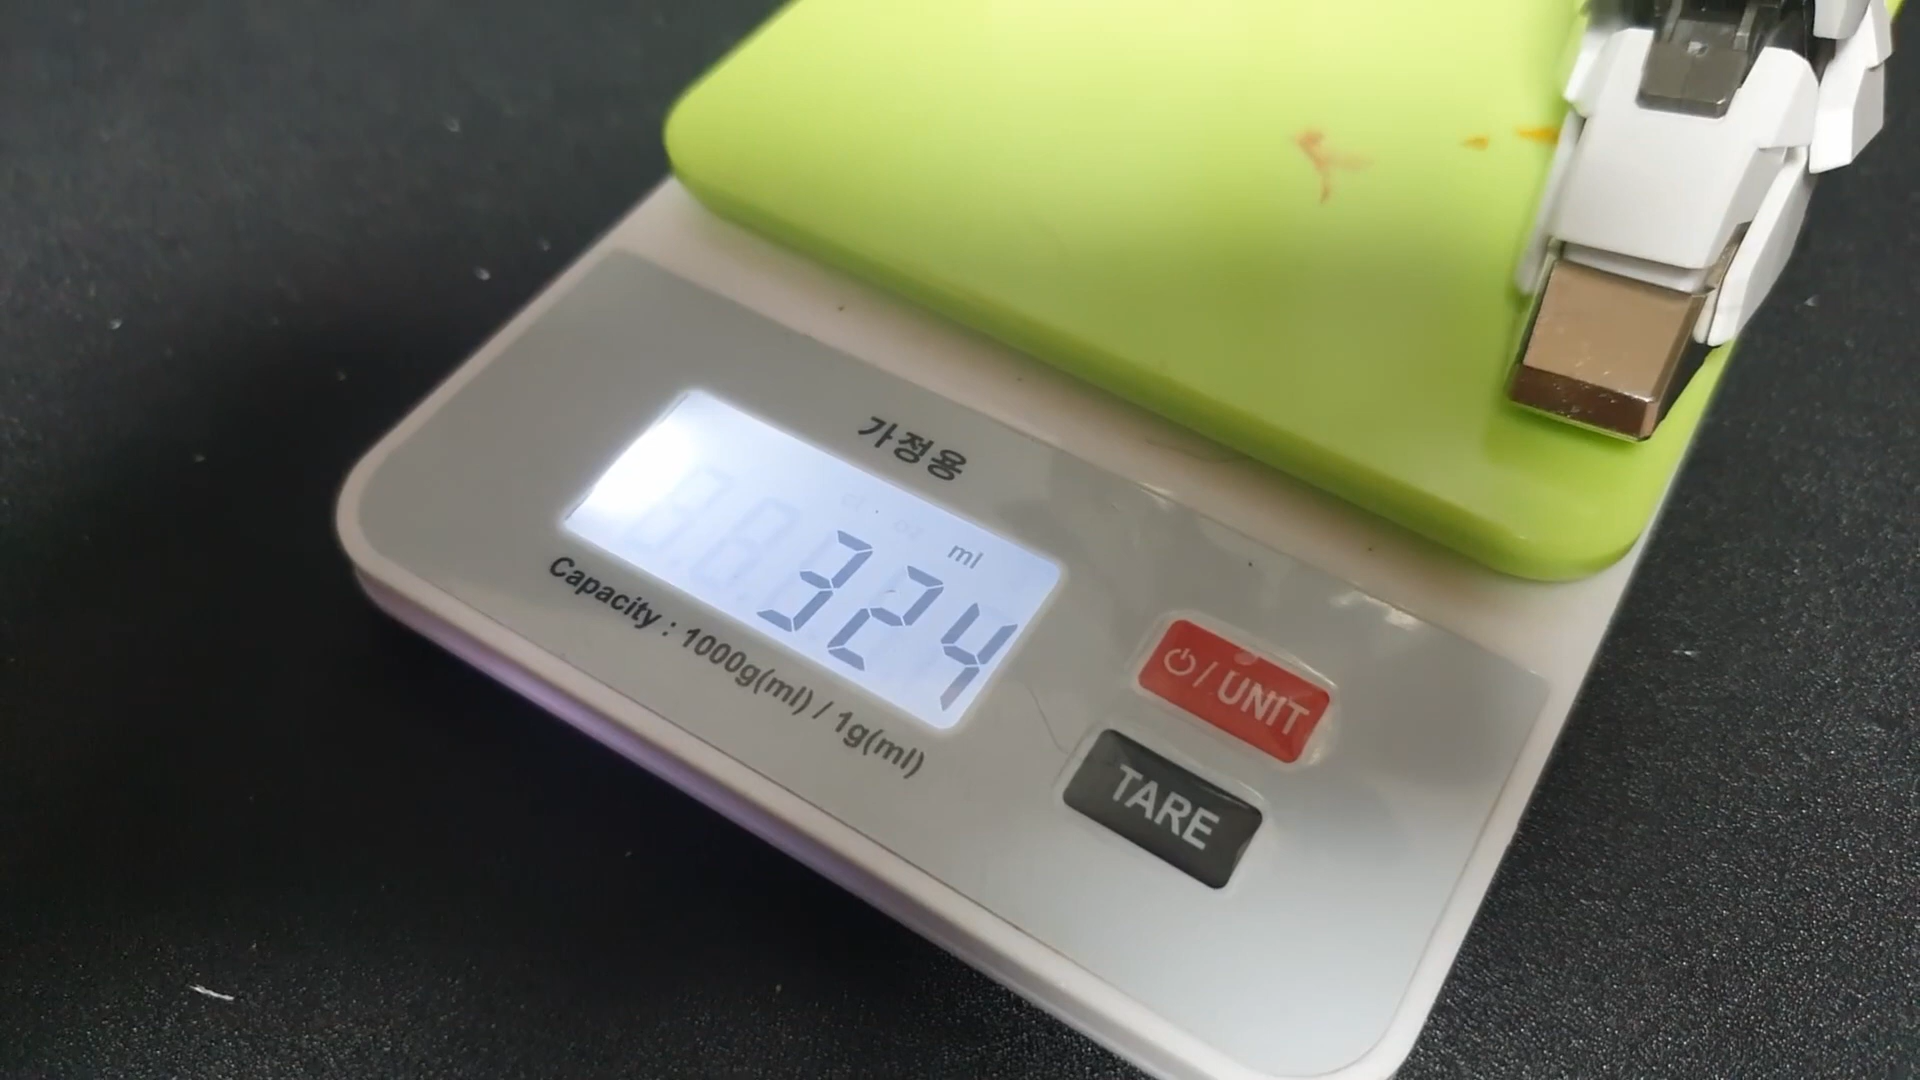 가정용
ml
324
Capacity : 1000g(ml) / 1g(ml)
⏻/ UNIT
TARE